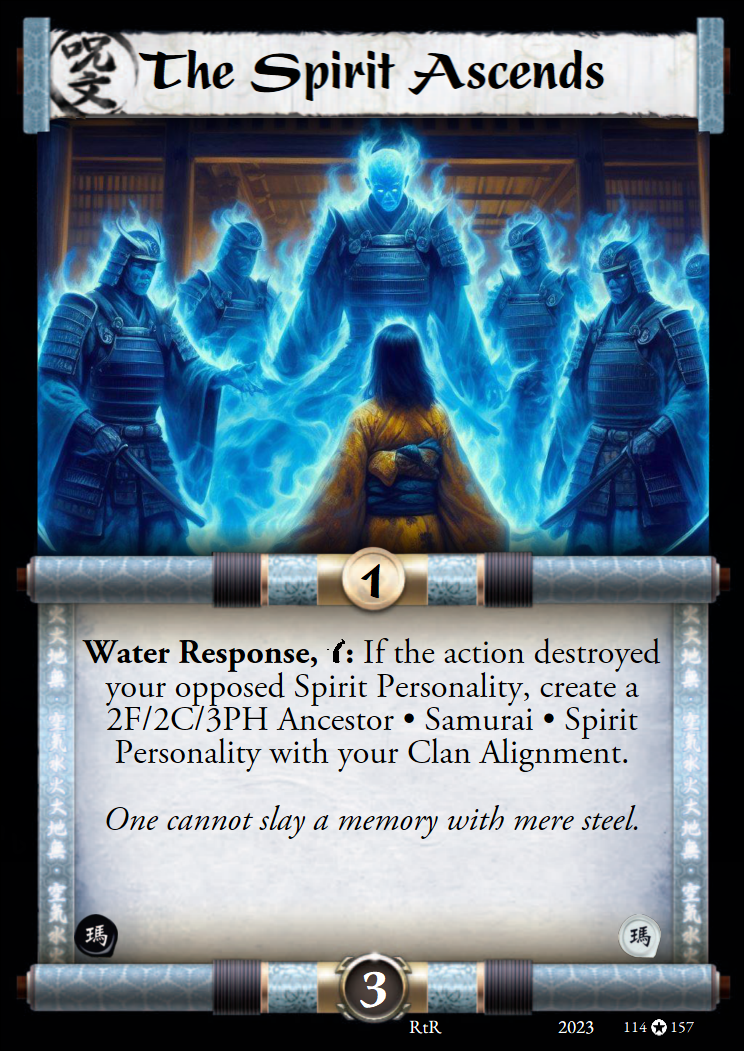 呪文
The Spirit Ascends
1
Water Response, : If the action destroyed
your opposed Spirit Personality, create a
2F/2C/3PH Ancestor • Samurai • Spirit
Personality with your Clan Alignment.
One cannot slay a memory with mere steel.
瑪
瑪
3
RtR
2023
114 ✪ 157